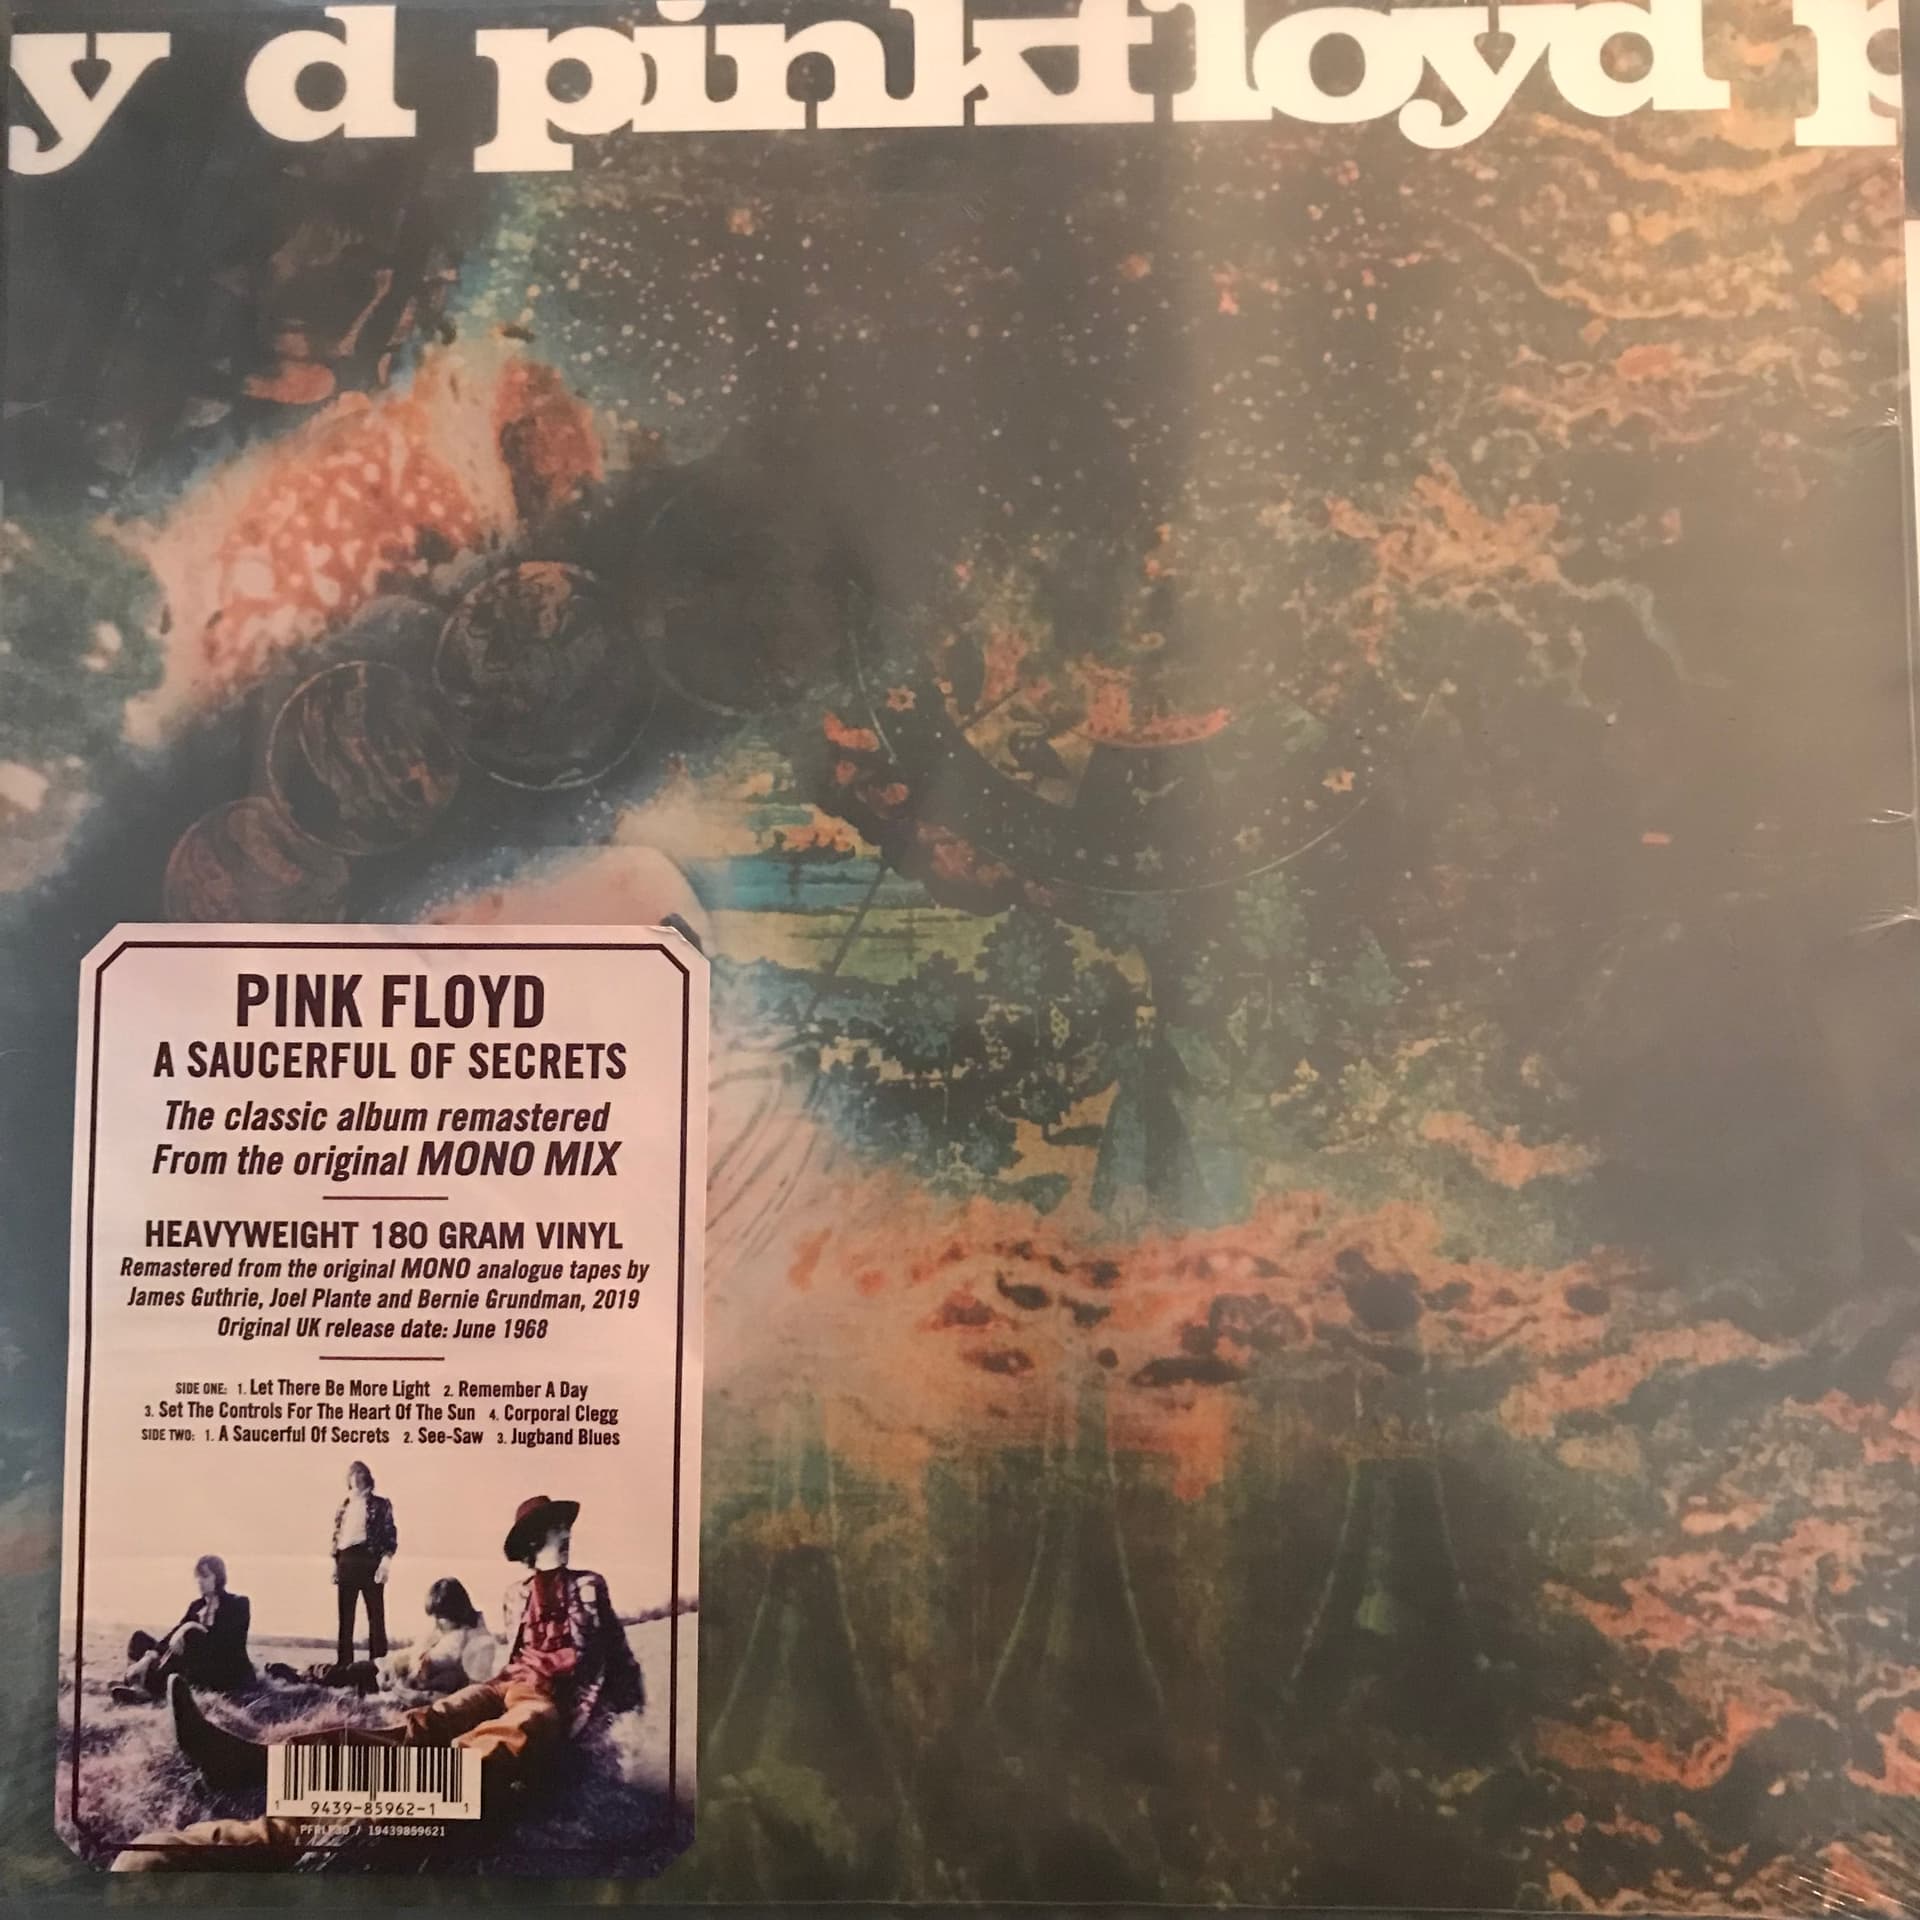 y d pinkfloyd p
PINK FLOYD
A SAUCERFUL OF SECRETS
The classic album remastered
From the original MONO MIX
HEAVYWEIGHT 180 GRAM VINYL
Remastered from the original MONO analogue tapes by
James Guthrie, Joel Plante and Bernie Grundman, 2019
Original UK release date: June 1968
SIDE ONE: 1. Let There Be More Light 2. Remember A Day
3. Set The Controls For The Heart Of The Sun 4. Corporal Clegg
SIDE TWO: 1. A Saucerful Of Secrets 2. See-Saw 3. Jugband Blues
1 9439-85962-1 1
/ 19439859621